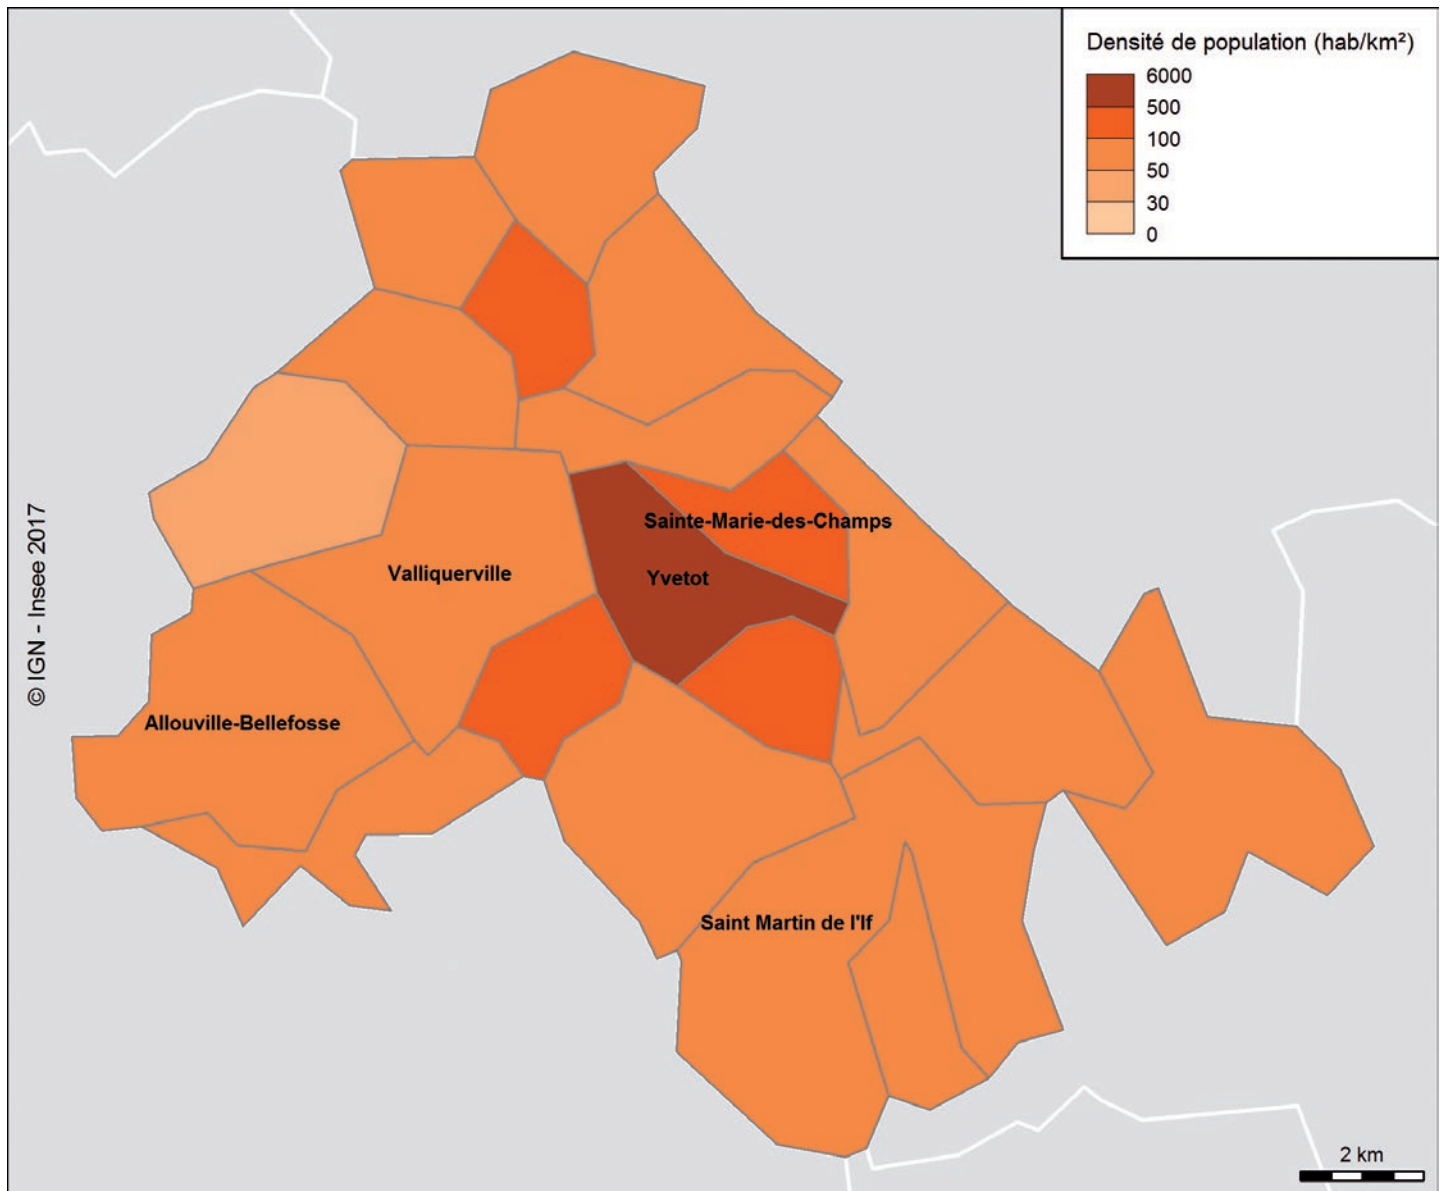 Densité de population (hab/km²)
6000
500
100
50
30
0
Sainte-Marie-des-Champs
Valliquerville
Yvetot
Allouville-Bellefosse
Saint Martin de l'If
© IGN - Insee 2017
2 km